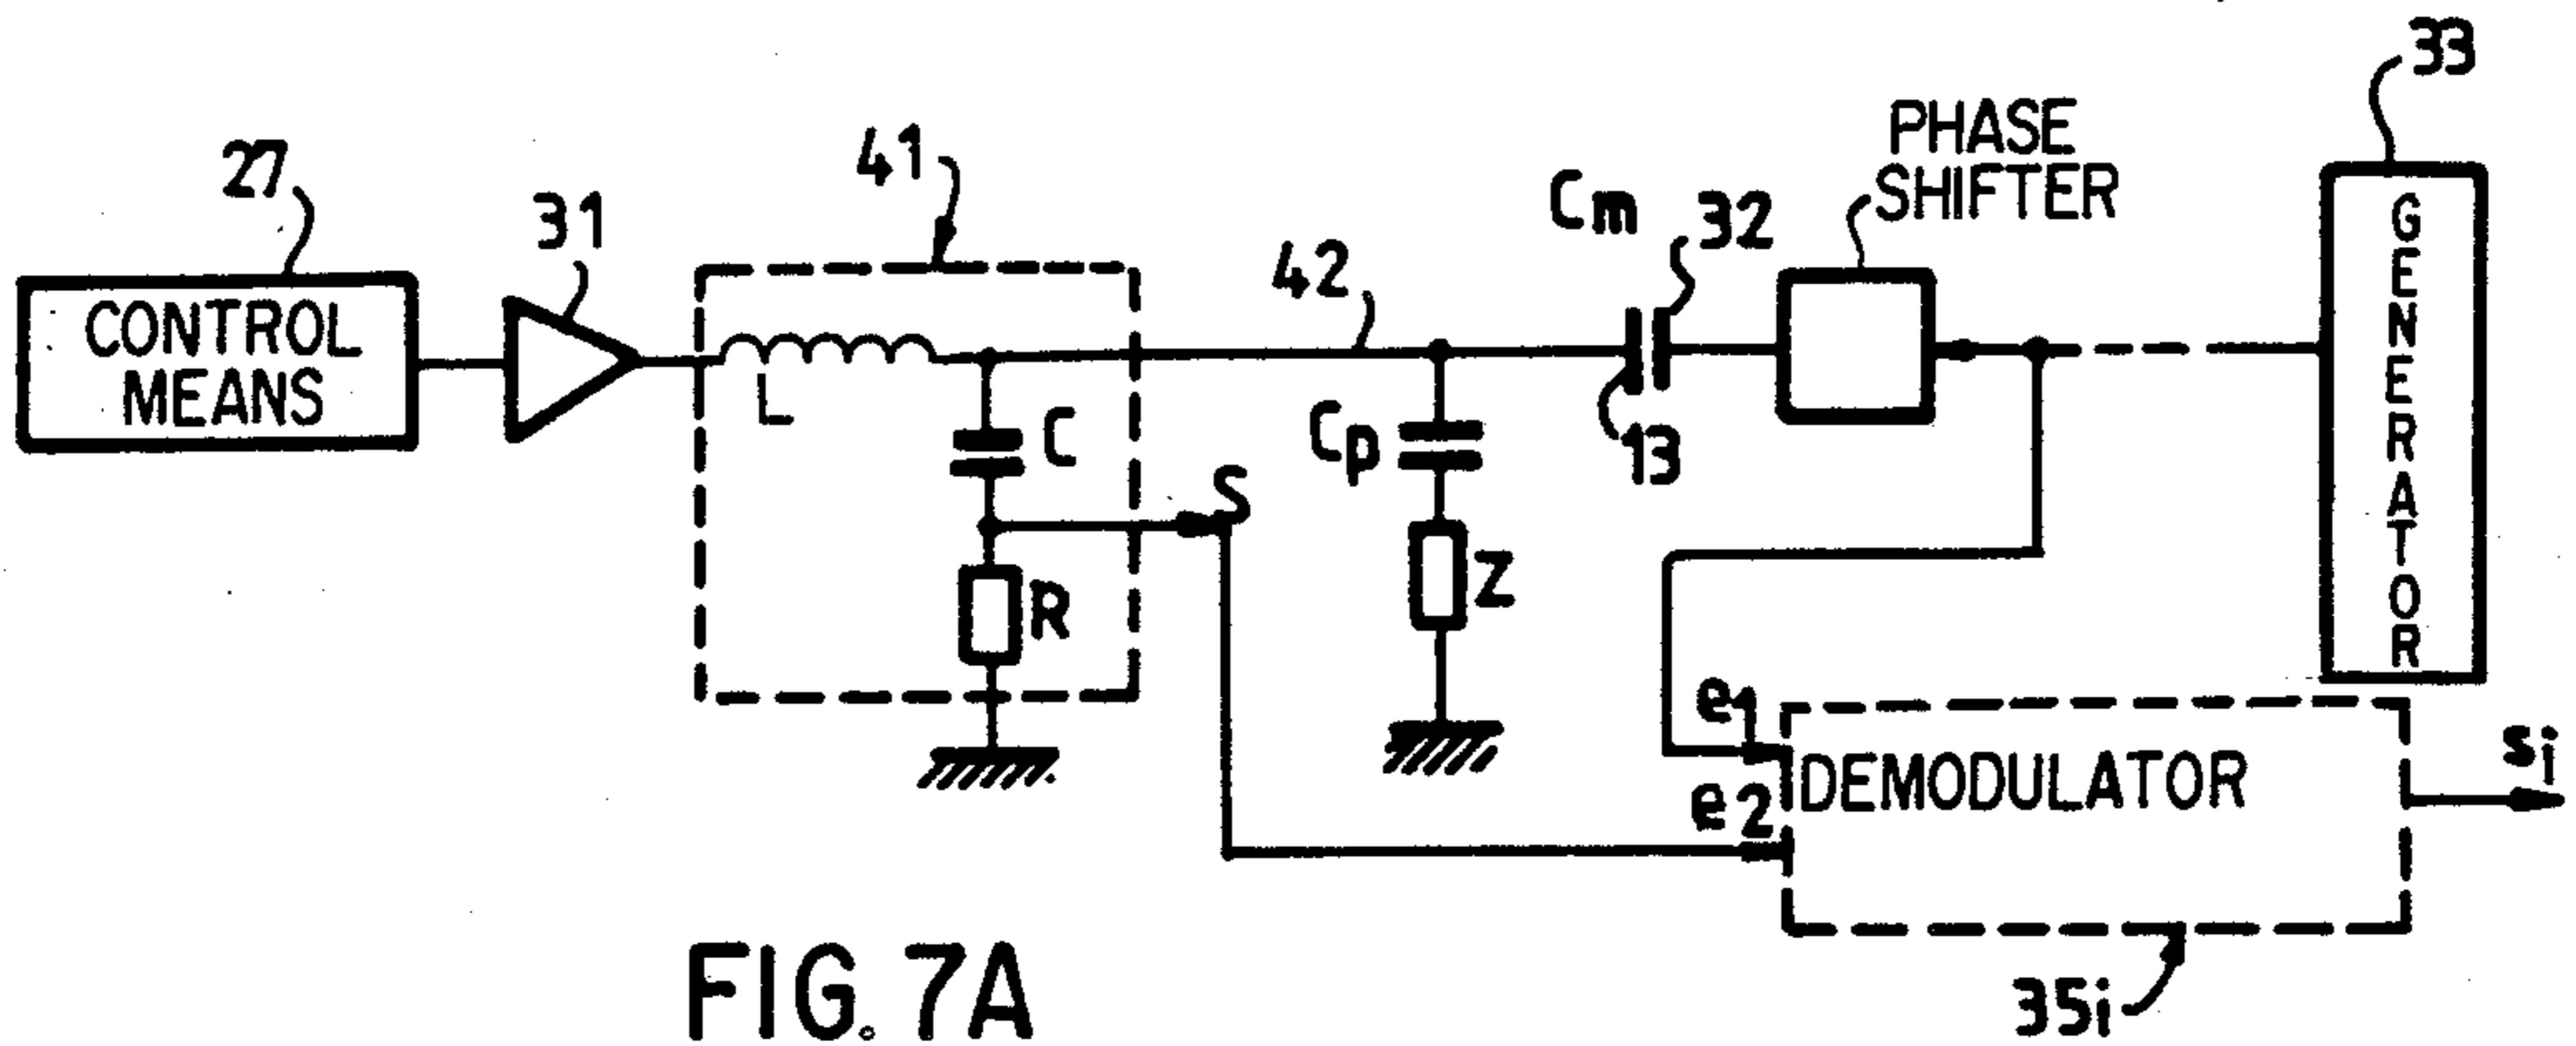 27
CONTROL
MEANS
31
41
L
C
R
S
42
Cp
Z
Cm
32
13
PHASE
SHIFTER
33
GENERATOR
e1
e2
DEMODULATOR
si
35i
FIG. 7A